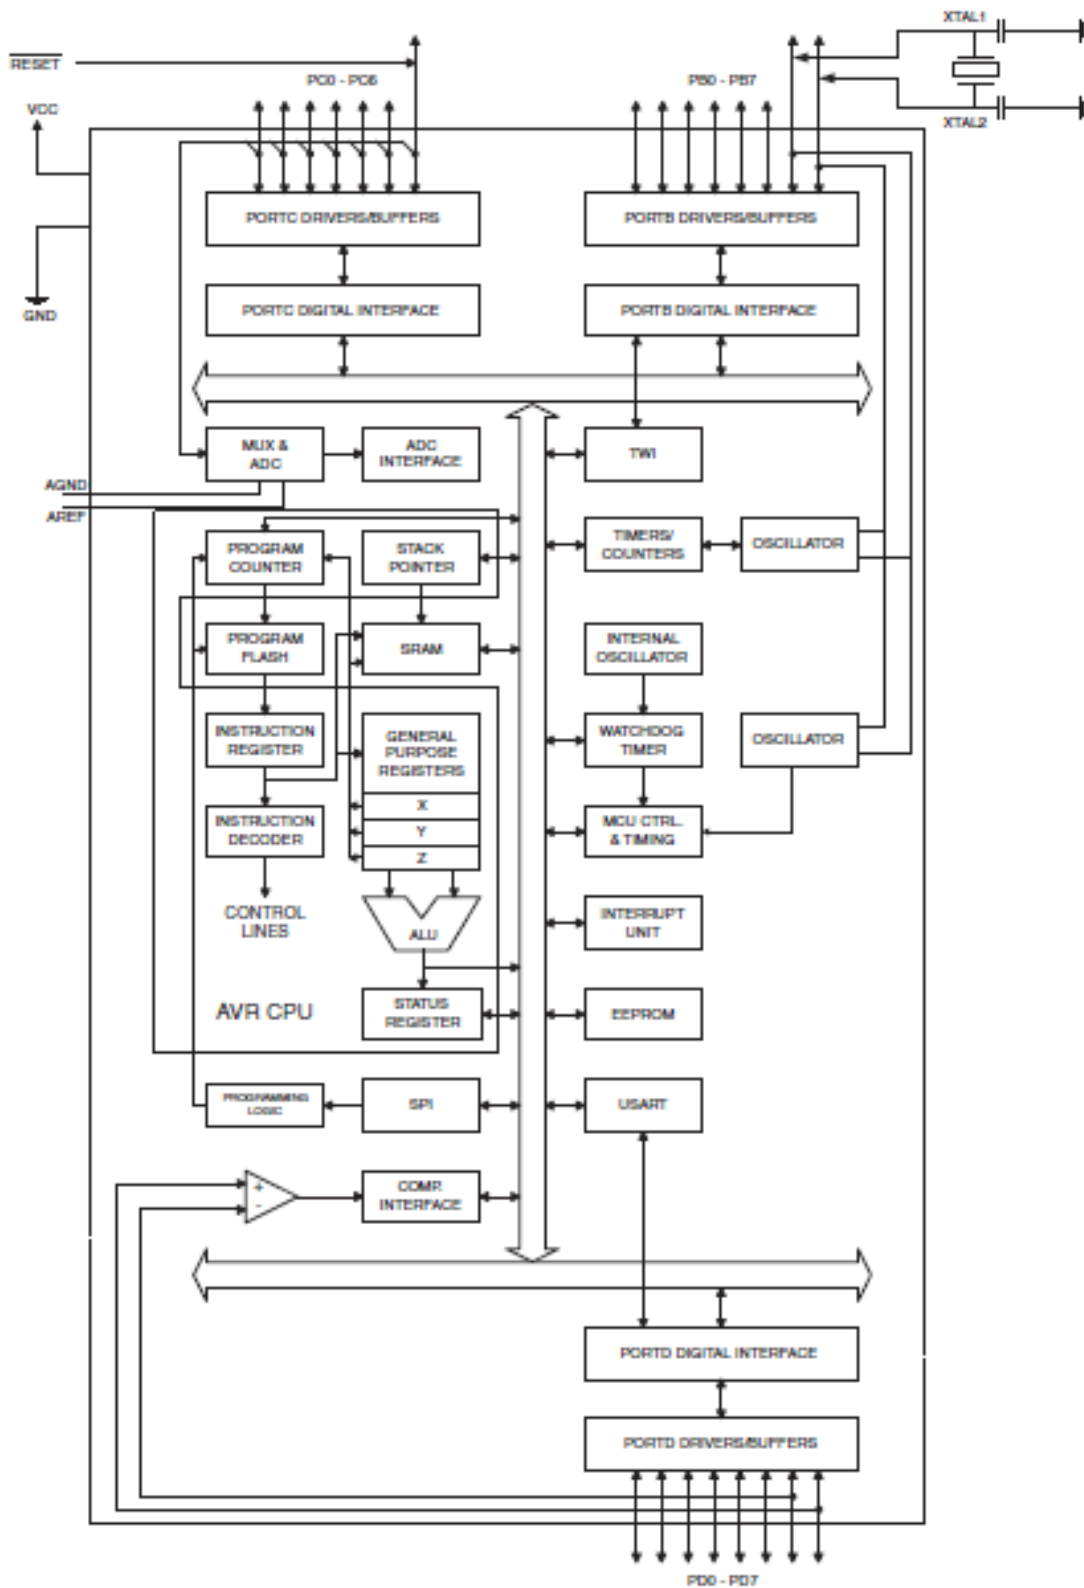 XTAL1
RESET
PC0 - PC6
PB0 - PB7
VCC
XTAL2
PORTC DRIVERS/BUFFERS
PORTB DRIVERS/BUFFERS
PORTC DIGITAL INTERFACE
PORTB DIGITAL INTERFACE
GND
MUX &
ADC
ADC
INTERFACE
TWI
AGND
AREF
PROGRAM
COUNTER
STACK
POINTER
TIMERS/
COUNTERS
OSCILLATOR
PROGRAM
FLASH
SRAM
INTERNAL
OSCILLATOR
INSTRUCTION
REGISTER
GENERAL
PURPOSE
REGISTERS
WATCHDOG
TIMER
OSCILLATOR
X
Y
Z
INSTRUCTION
DECODER
MCU CTRL.
& TIMING
CONTROL
LINES
ALU
INTERRUPT
UNIT
AVR CPU
STATUS
REGISTER
EEPROM
PROGRAMMING
LOGIC
SPI
USART
+
-
COMP.
INTERFACE
PORTD DIGITAL INTERFACE
PORTD DRIVERS/BUFFERS
PD0 - PD7